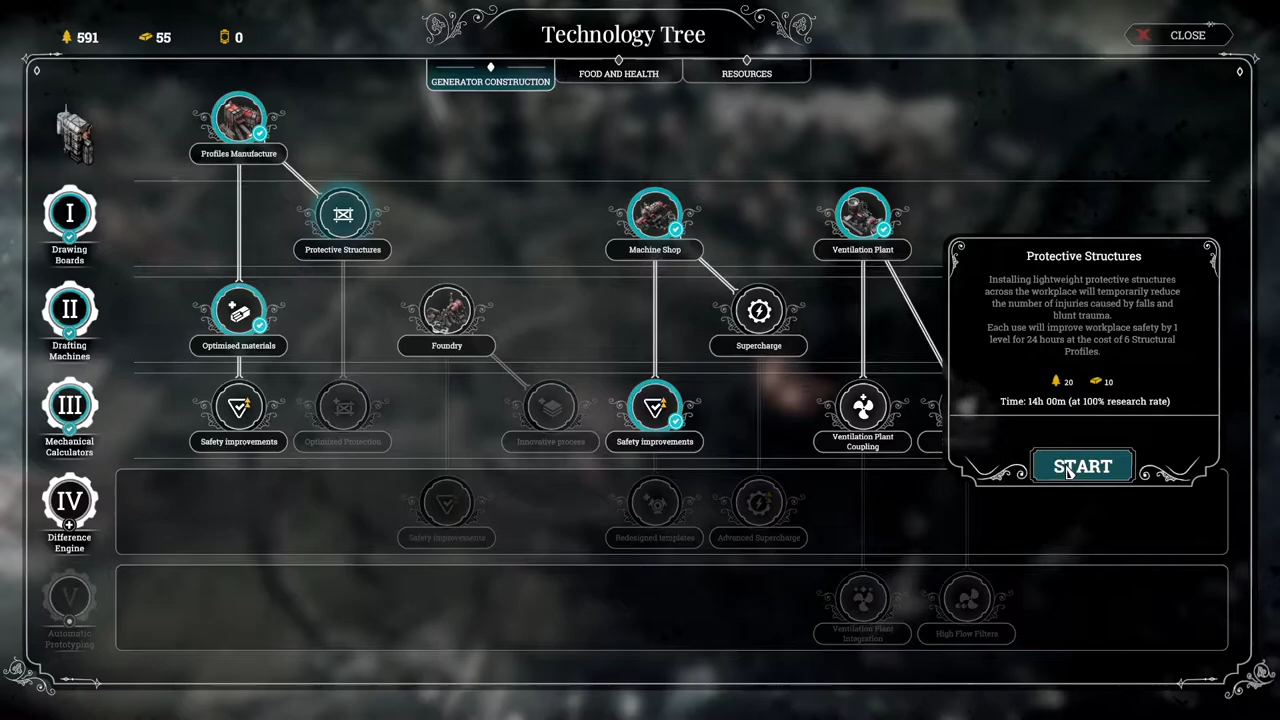 591
55
0
Technology Tree
CLOSE
GENERATOR CONSTRUCTION
FOOD AND HEALTH
RESOURCES
Profiles Manufacture
I
Drawing
Boards
Protective Structures
Machine Shop
Ventilation Plant
II
Drafting
Machines
Optimised materials
Foundry
Supercharge
III
Mechanical
Calculators
Safety improvements
Optimized Protection
Innovative process
Safety improvements
Ventilation Plant
Coupling
IV
Difference
Engine
Safety improvements
Redesigned templates
Advanced Supercharge
V
Automatic
Prototyping
Ventilation Plant
Integration
High Flow Filters
Protective Structures
Installing lightweight protective structures
across the workplace will temporarily reduce
the number of injuries caused by falls and
blunt trauma.
Each use will improve workplace safety by 1
level for 24 hours at the cost of 6 Structural
Profiles.
20
10
Time: 14h 00m (at 100% research rate)
START